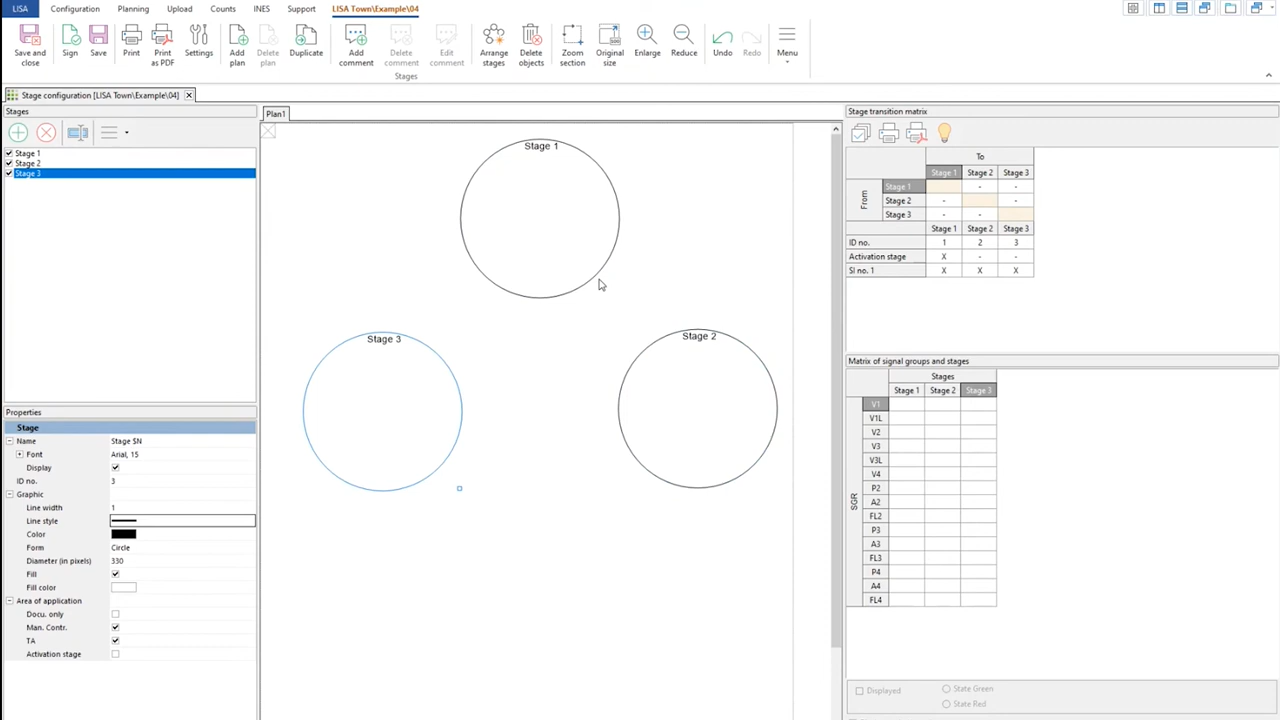 LISA Configuration Planning Upload Counts INES Support LISA Town\Example\04
Save and close Sign Save Print Print as PDF Settings Add plan Delete plan Duplicate Add comment Delete comment Edit comment Arrange stages Delete objects Zoom section Original size Enlarge Reduce Undo Redo Menu
Stages
Stage configuration [LISA Town\Example\04]
Stages
Stage 1
Stage 2
Stage 3
Properties
Stage
Name Stage $N
Font Arial, 15
Display
ID no. 3
Graphic
Line width 1
Line style
Color
Form Circle
Diameter (in pixels) 330
Fill
Fill color
Area of application
Docu. only
Man. Contr.
TA
Activation stage
Plan1
Stage 1
Stage 3
Stage 2
Stage transition matrix
To
Stage 1 Stage 2 Stage 3
From
Stage 1 - -
Stage 2 - -
Stage 3 - -
Stage 1 Stage 2 Stage 3
ID no. 1 2 3
Activation stage X - -
SI no. 1 X X X
Matrix of signal groups and stages
Stages
Stage 1 Stage 2 Stage 3
SGR
V1
V1L
V2
V3
V3L
V4
P2
A2
FL2
P3
A3
FL3
P4
A4
FL4
Displayed State Green
State Red